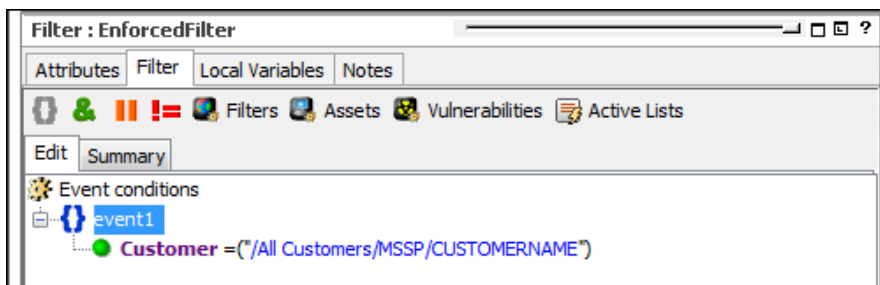 Filter : EnforcedFilter ?
Attributes Filter Local Variables Notes
{} & || != Filters Assets Vulnerabilities Active Lists
Edit Summary
Event conditions
{} event1
Customer =("/All Customers/MSSP/CUSTOMERNAME")